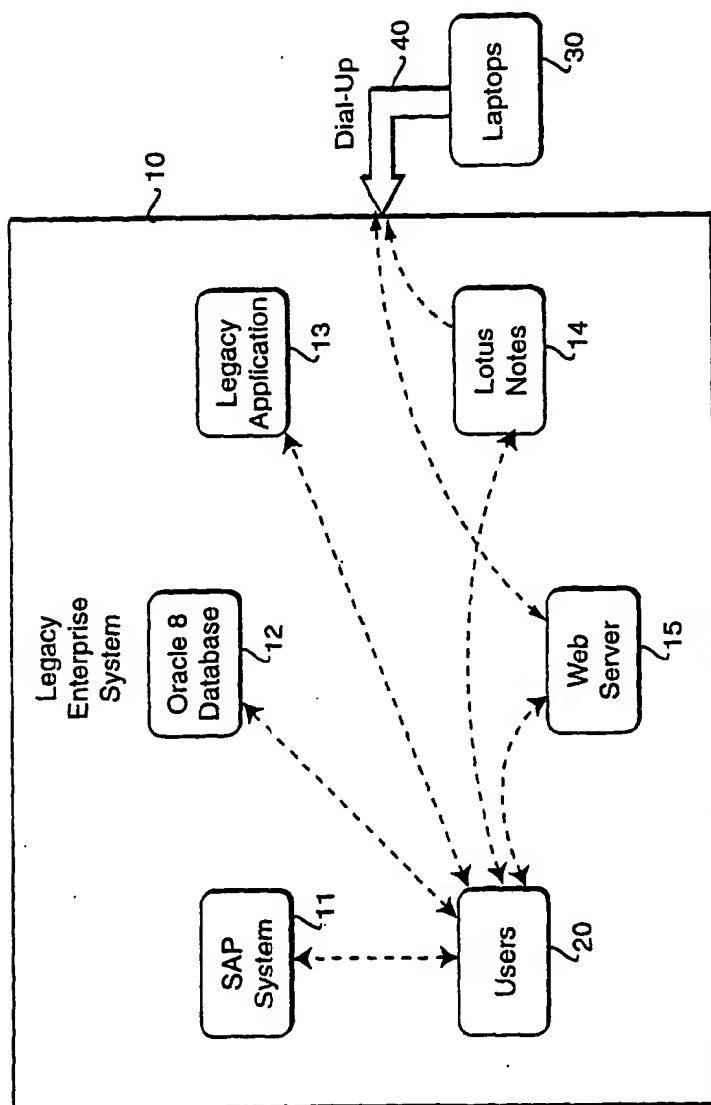 Legacy
Enterprise
System
10
SAP
System
11
Oracle 8
Database
12
Legacy
Application
13
Users
20
Web
Server
15
Lotus
Notes
14
Dial-Up
40
Laptops
30